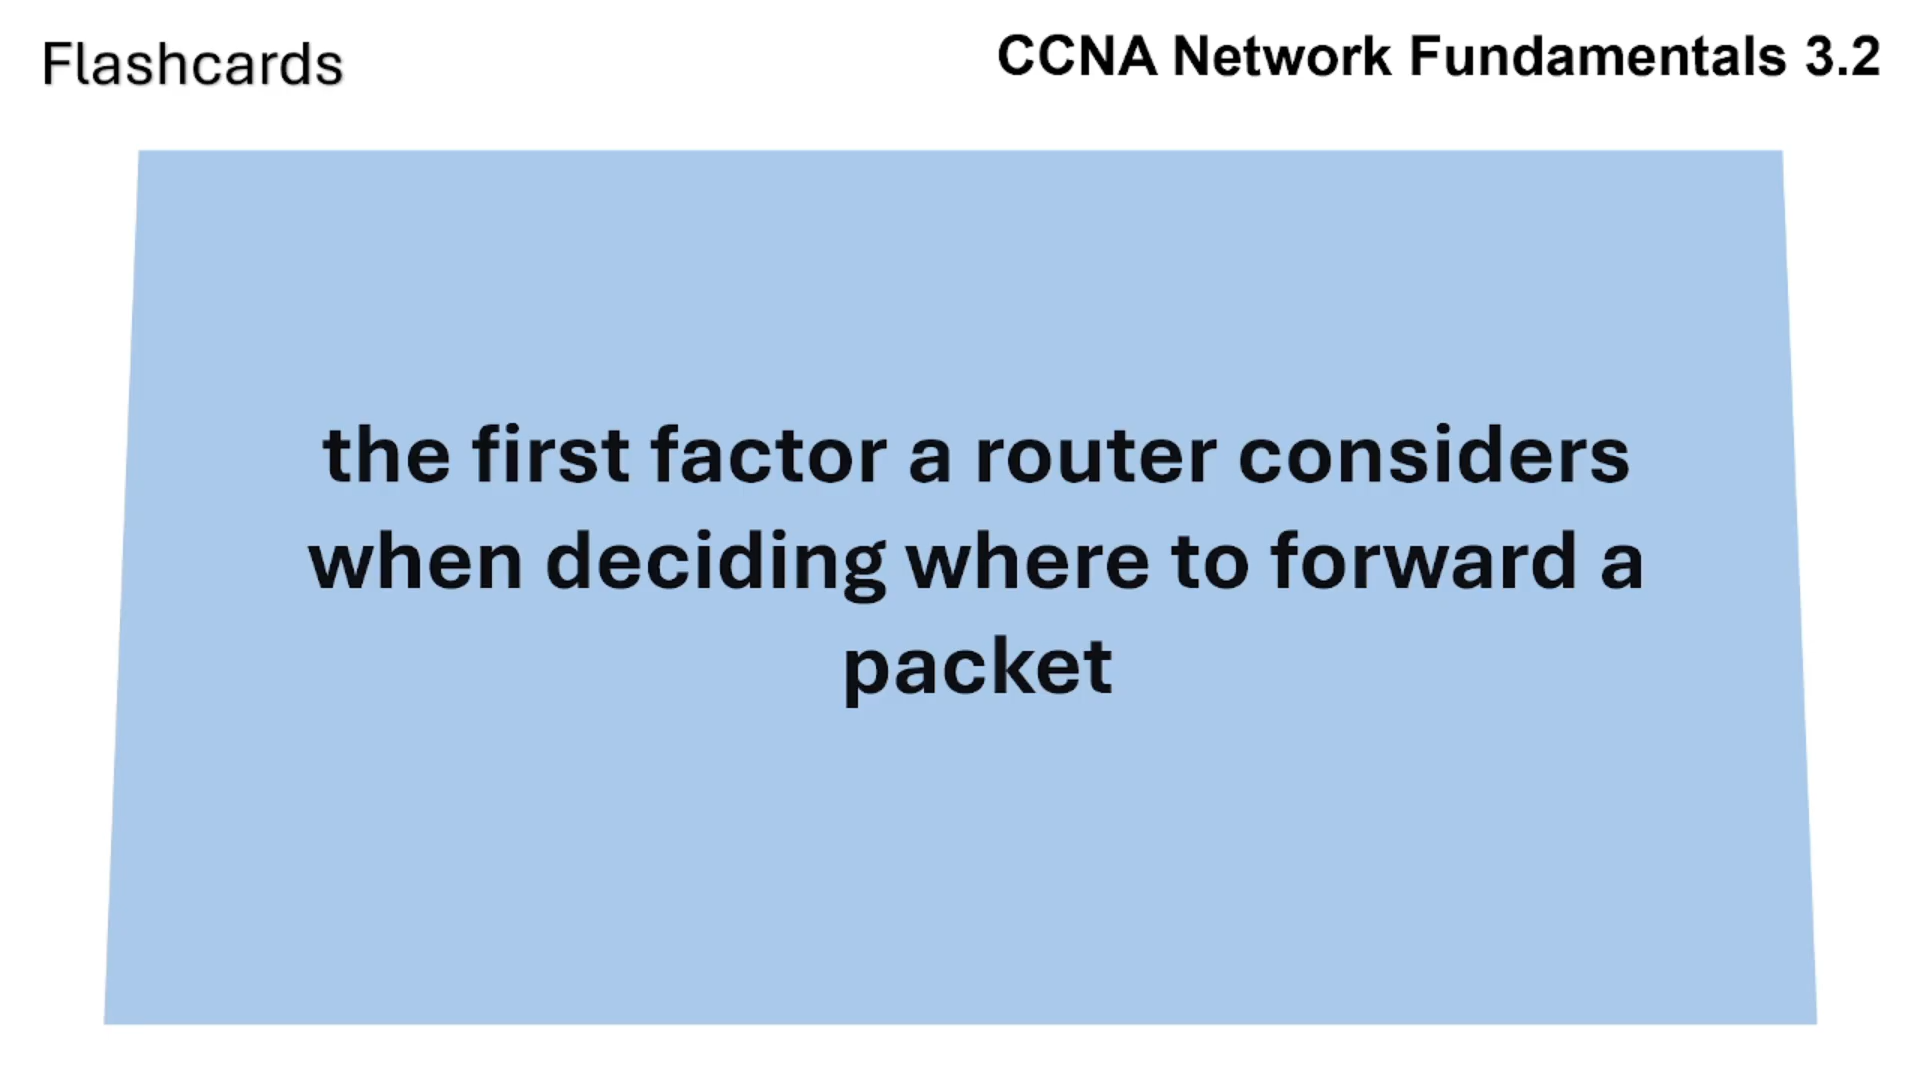 Flashcards
CCNA Network Fundamentals 3.2
the first factor a router considers
when deciding where to forward a
packet